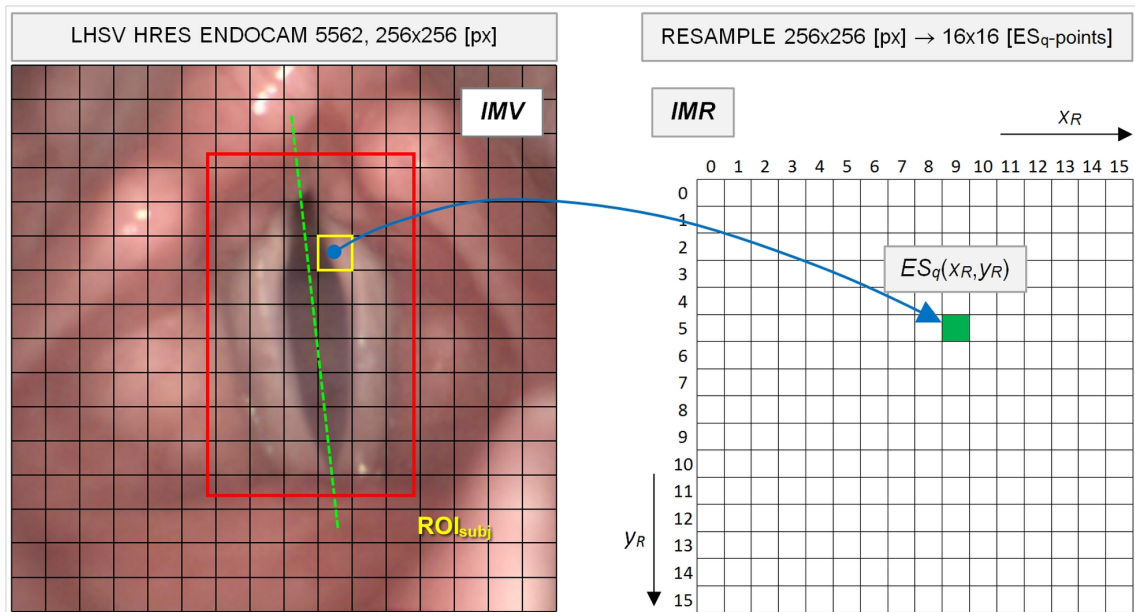 LHSV HRES ENDOCAM 5562, 256x256 [px]
IMV
ROIsubj
RESAMPLE 256x256 [px] → 16x16 [ESq-points]
IMR
xR
0 1 2 3 4 5 6 7 8 9 10 11 12 13 14 15
0
1
2
3
ESq(xR,yR)
4
5
6
7
8
9
10
11
12
yR
13
14
15